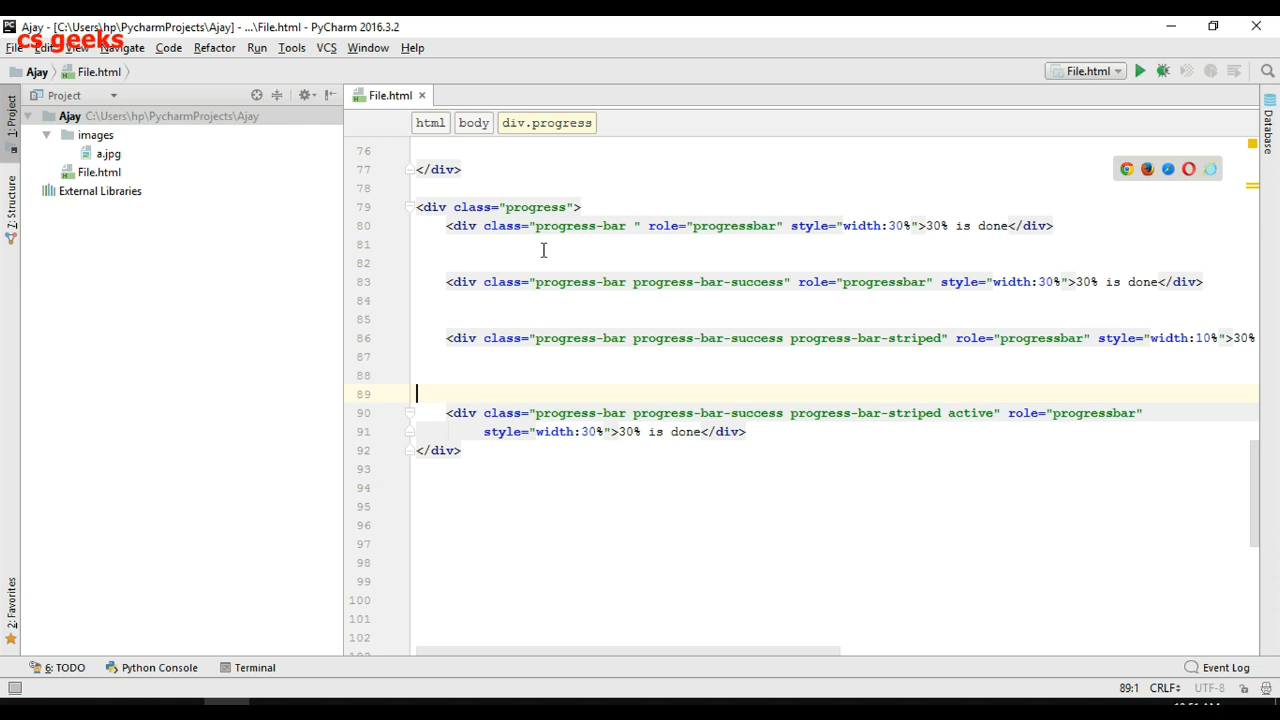 Ajay - [C:\Users\hp\PycharmProjects\Ajay] - ...\File.html - PyCharm 2016.3.2
cs geeks
File Edit View Navigate Code Refactor Run Tools VCS Window Help
Ajay File.html File.html
Project File.html
1: Project
Ajay C:\Users\hp\PycharmProjects\Ajay
images
a.jpg
File.html
External Libraries
7: Structure
2: Favorites
Database
html body div.progress
76
77 </div>
78
79 <div class="progress">
80 <div class="progress-bar " role="progressbar" style="width:30%">30% is done</div>
81
82
83 <div class="progress-bar progress-bar-success" role="progressbar" style="width:30%">30% is done</div>
84
85
86 <div class="progress-bar progress-bar-success progress-bar-striped" role="progressbar" style="width:10%">30%
87
88
89
90 <div class="progress-bar progress-bar-success progress-bar-striped active" role="progressbar"
91 style="width:30%">30% is done</div>
92 </div>
93
94
95
96
97
98
99
100
101
102
6: TODO Python Console Terminal Event Log
89:1 CRLF UTF-8